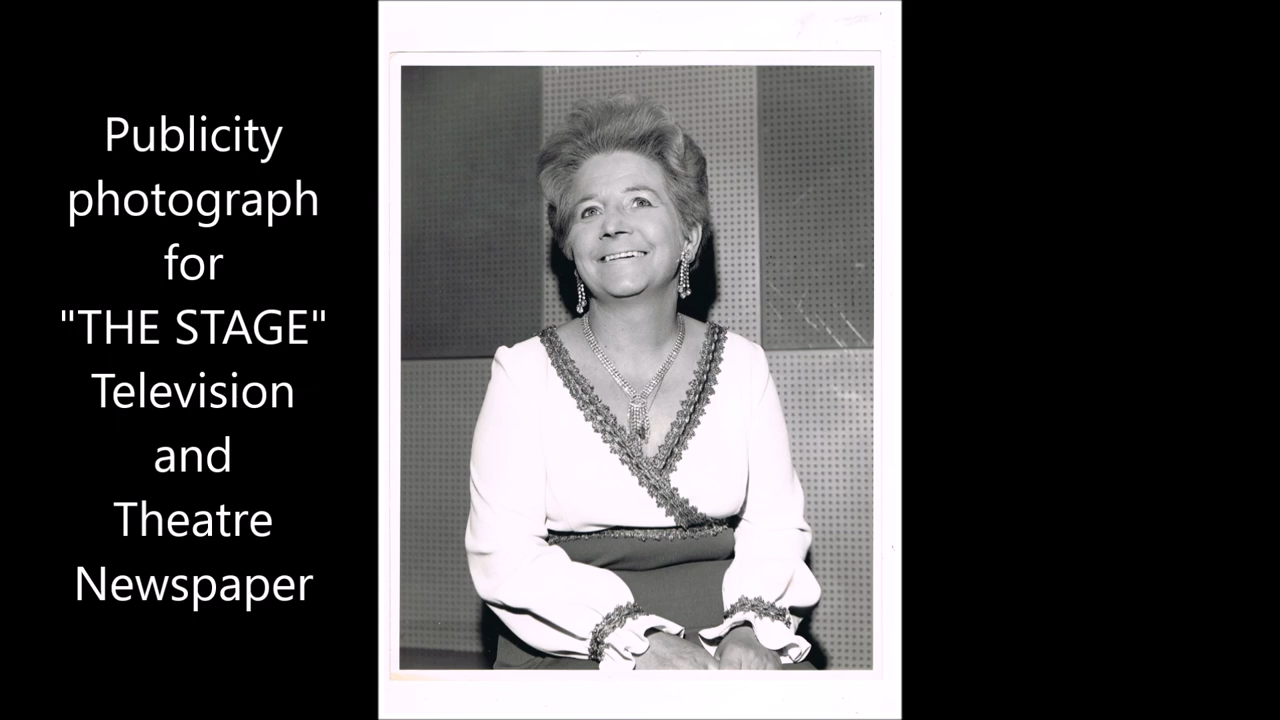 Publicity
photograph
for
"THE STAGE"
Television
and
Theatre
Newspaper